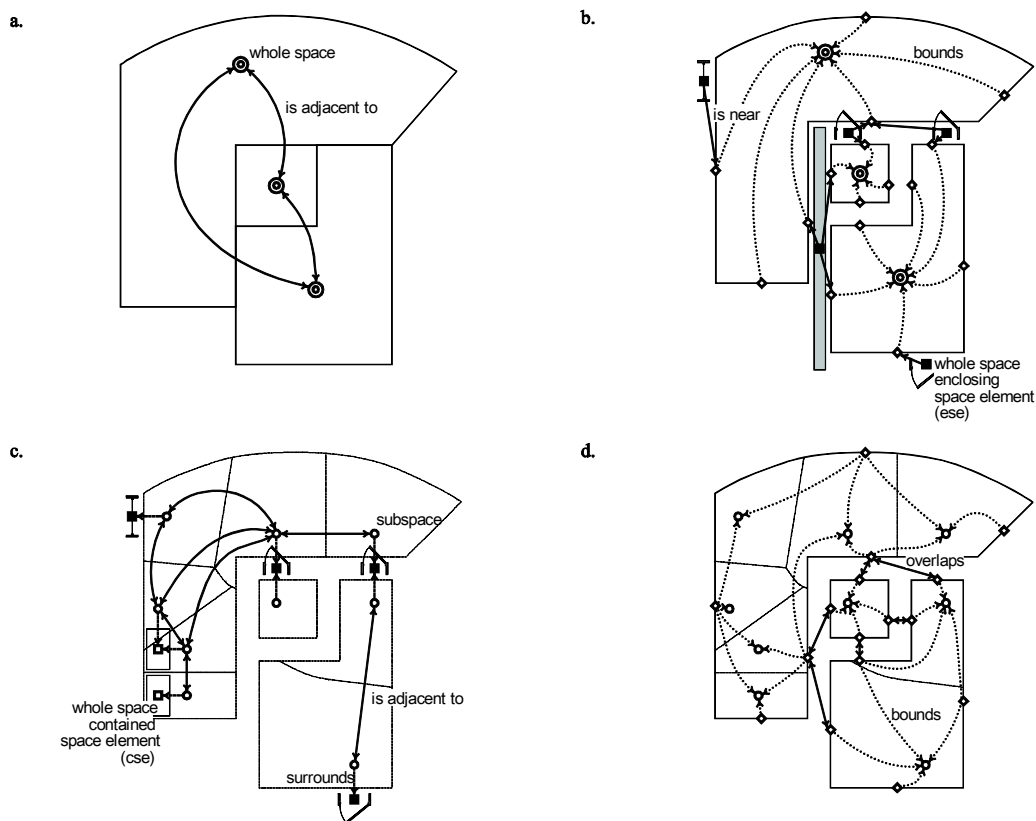 a.
whole space
is adjacent to
b.
bounds
is near
whole space
enclosing
space element
(ese)
c.
subspace
is adjacent to
whole space
contained
space element
(cse)
surrounds
d.
overlaps
bounds